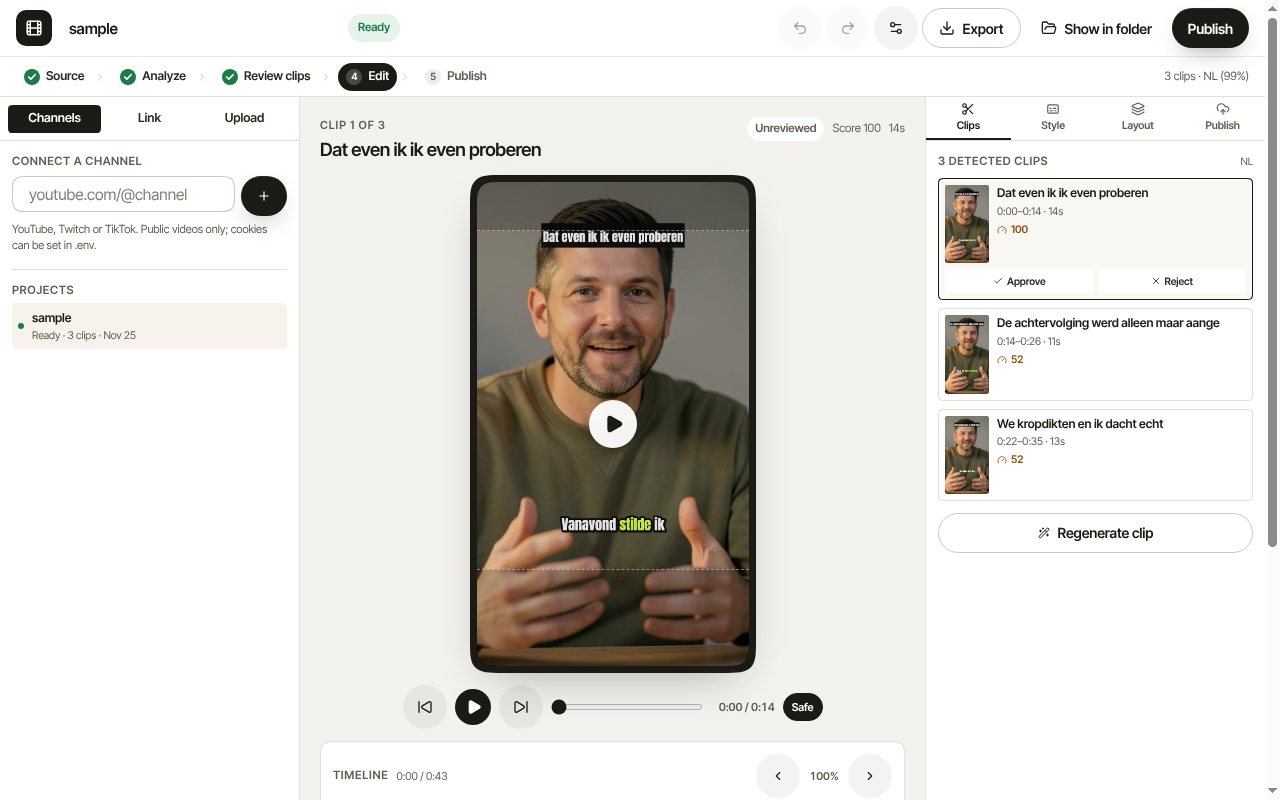 sample
Ready
Export
Show in folder
Publish
Source
Analyze
Review clips
4 Edit
5 Publish
3 clips · NL (99%)
Channels
Link
Upload
CONNECT A CHANNEL
youtube.com/@channel
+
YouTube, Twitch or TikTok. Public videos only; cookies
can be set in .env.
PROJECTS
sample
Ready · 3 clips · Nov 25
CLIP 1 OF 3
Dat even ik ik even proberen
Unreviewed
Score 100
14s
Dat even ik ik even proberen
Vanavond stilde ik
0:00 / 0:14
Safe
TIMELINE
0:00 / 0:43
100%
Clips
Style
Layout
Publish
3 DETECTED CLIPS
NL
Dat even ik ik even proberen
0:00–0:14 · 14s
100
Approve
Reject
De achtervolging werd alleen maar aange
0:14–0:26 · 11s
52
We kropdikten en ik dacht echt
0:22–0:35 · 13s
52
Regenerate clip